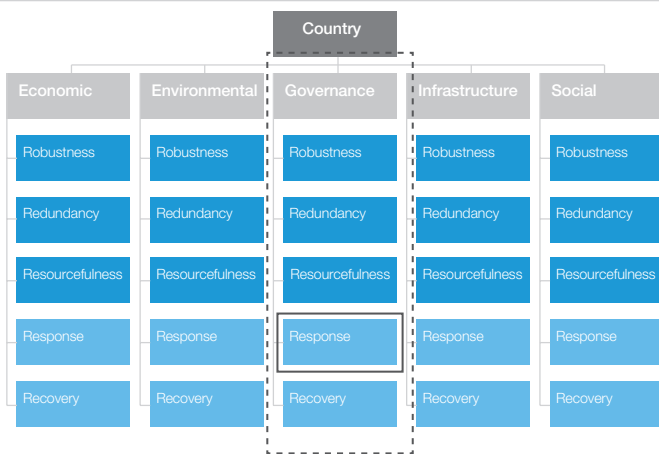 Country
Economic
Environmental
Governance
Infrastructure
Social
Robustness
Robustness
Robustness
Robustness
Robustness
Redundancy
Redundancy
Redundancy
Redundancy
Redundancy
Resourcefulness
Resourcefulness
Resourcefulness
Resourcefulness
Resourcefulness
Response
Response
Response
Response
Response
Recovery
Recovery
Recovery
Recovery
Recovery